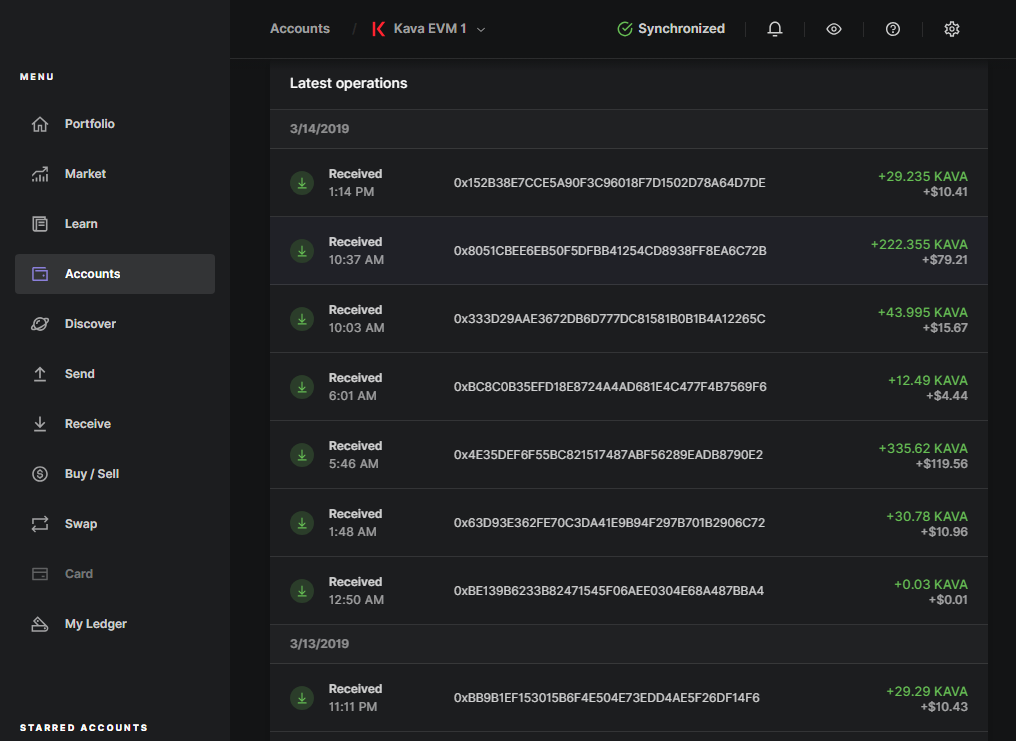 Accounts / Kava EVM 1 Synchronized
MENU
Portfolio
Market
Learn
Accounts
Discover
Send
Receive
Buy / Sell
Swap
Card
My Ledger
STARRED ACCOUNTS
Latest operations
3/14/2019
Received 0x152B38E7CCE5A90F3C96018F7D1502D78A64D7DE +29.235 KAVA
1:14 PM +$10.41
Received 0x8051CBEE6EB50F5DFBB41254CD8938FF8EA6C72B +222.355 KAVA
10:37 AM +$79.21
Received 0x333D29AAE3672DB6D777DC81581B0B1B4A12265C +43.995 KAVA
10:03 AM +$15.67
Received 0xBC8C0B35EFD18E8724A4AD681E4C477F4B7569F6 +12.49 KAVA
6:01 AM +$4.44
Received 0x4E35DEF6F55BC821517487ABF56289EADB8790E2 +335.62 KAVA
5:46 AM +$119.56
Received 0x63D93E362FE70C3DA41E9B94F297B701B2906C72 +30.78 KAVA
1:48 AM +$10.96
Received 0xBE139B6233B82471545F06AEE0304E68A487BBA4 +0.03 KAVA
12:50 AM +$0.01
3/13/2019
Received 0xBB9B1EF153015B6F4E504E73EDD4AE5F26DF14F6 +29.29 KAVA
11:11 PM +$10.43